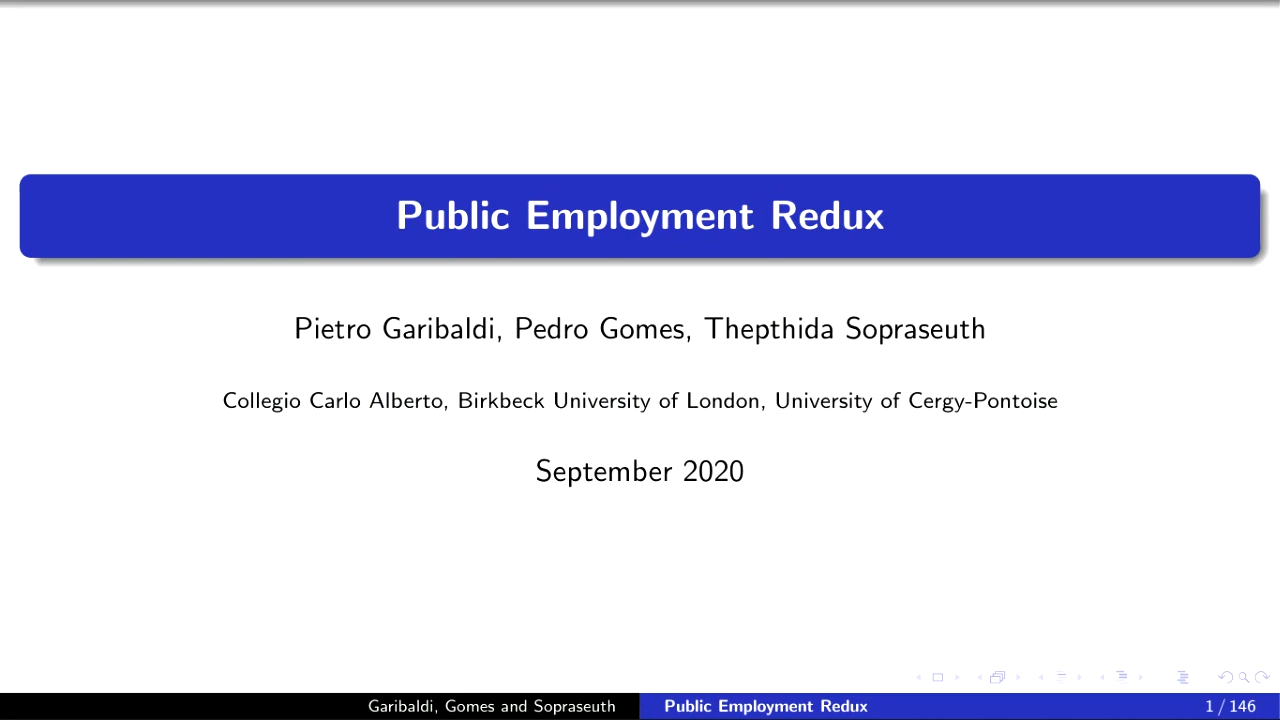 Public Employment Redux
Pietro Garibaldi, Pedro Gomes, Thepthida Sopraseuth
Collegio Carlo Alberto, Birkbeck University of London, University of Cergy-Pontoise
September 2020
Garibaldi, Gomes and Sopraseuth Public Employment Redux 1 / 146